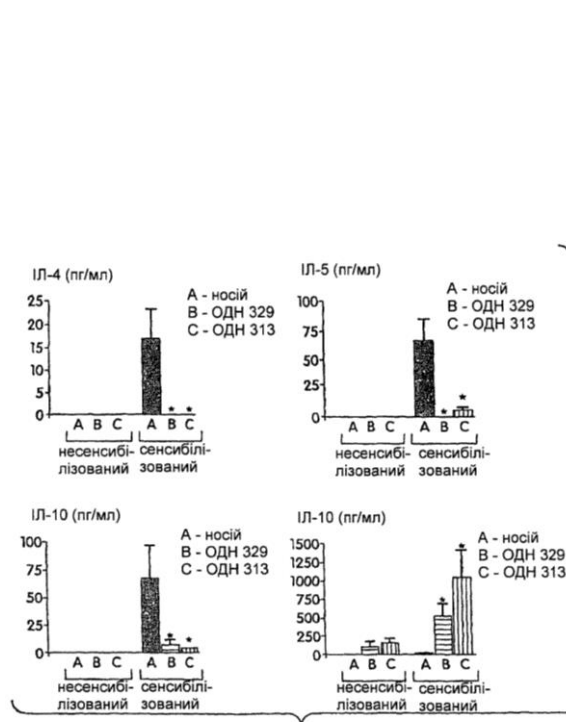 ІЛ-4 (пг/мл)
25
20
15
10
5
0
А - носій
В - ОДН 329
С - ОДН 313
* *
А В С А В С
несенсибі-
лізований
сенсибілі-
зований
ІЛ-5 (пг/мл)
100
75
50
25
0
А - носій
В - ОДН 329
С - ОДН 313
* *
А В С А В С
несенсибі-
лізований
сенсибілі-
зований
ІЛ-10 (пг/мл)
100
75
50
25
0
А - носій
В - ОДН 329
С - ОДН 313
* *
А В С А В С
несенсибі-
лізований
сенсибілі-
зований
ІЛ-10 (пг/мл)
1500
1250
1000
750
500
250
0
А - носій
В - ОДН 329
С - ОДН 313
* *
А В С А В С
несенсибі-
лізований
сенсибілі-
зований